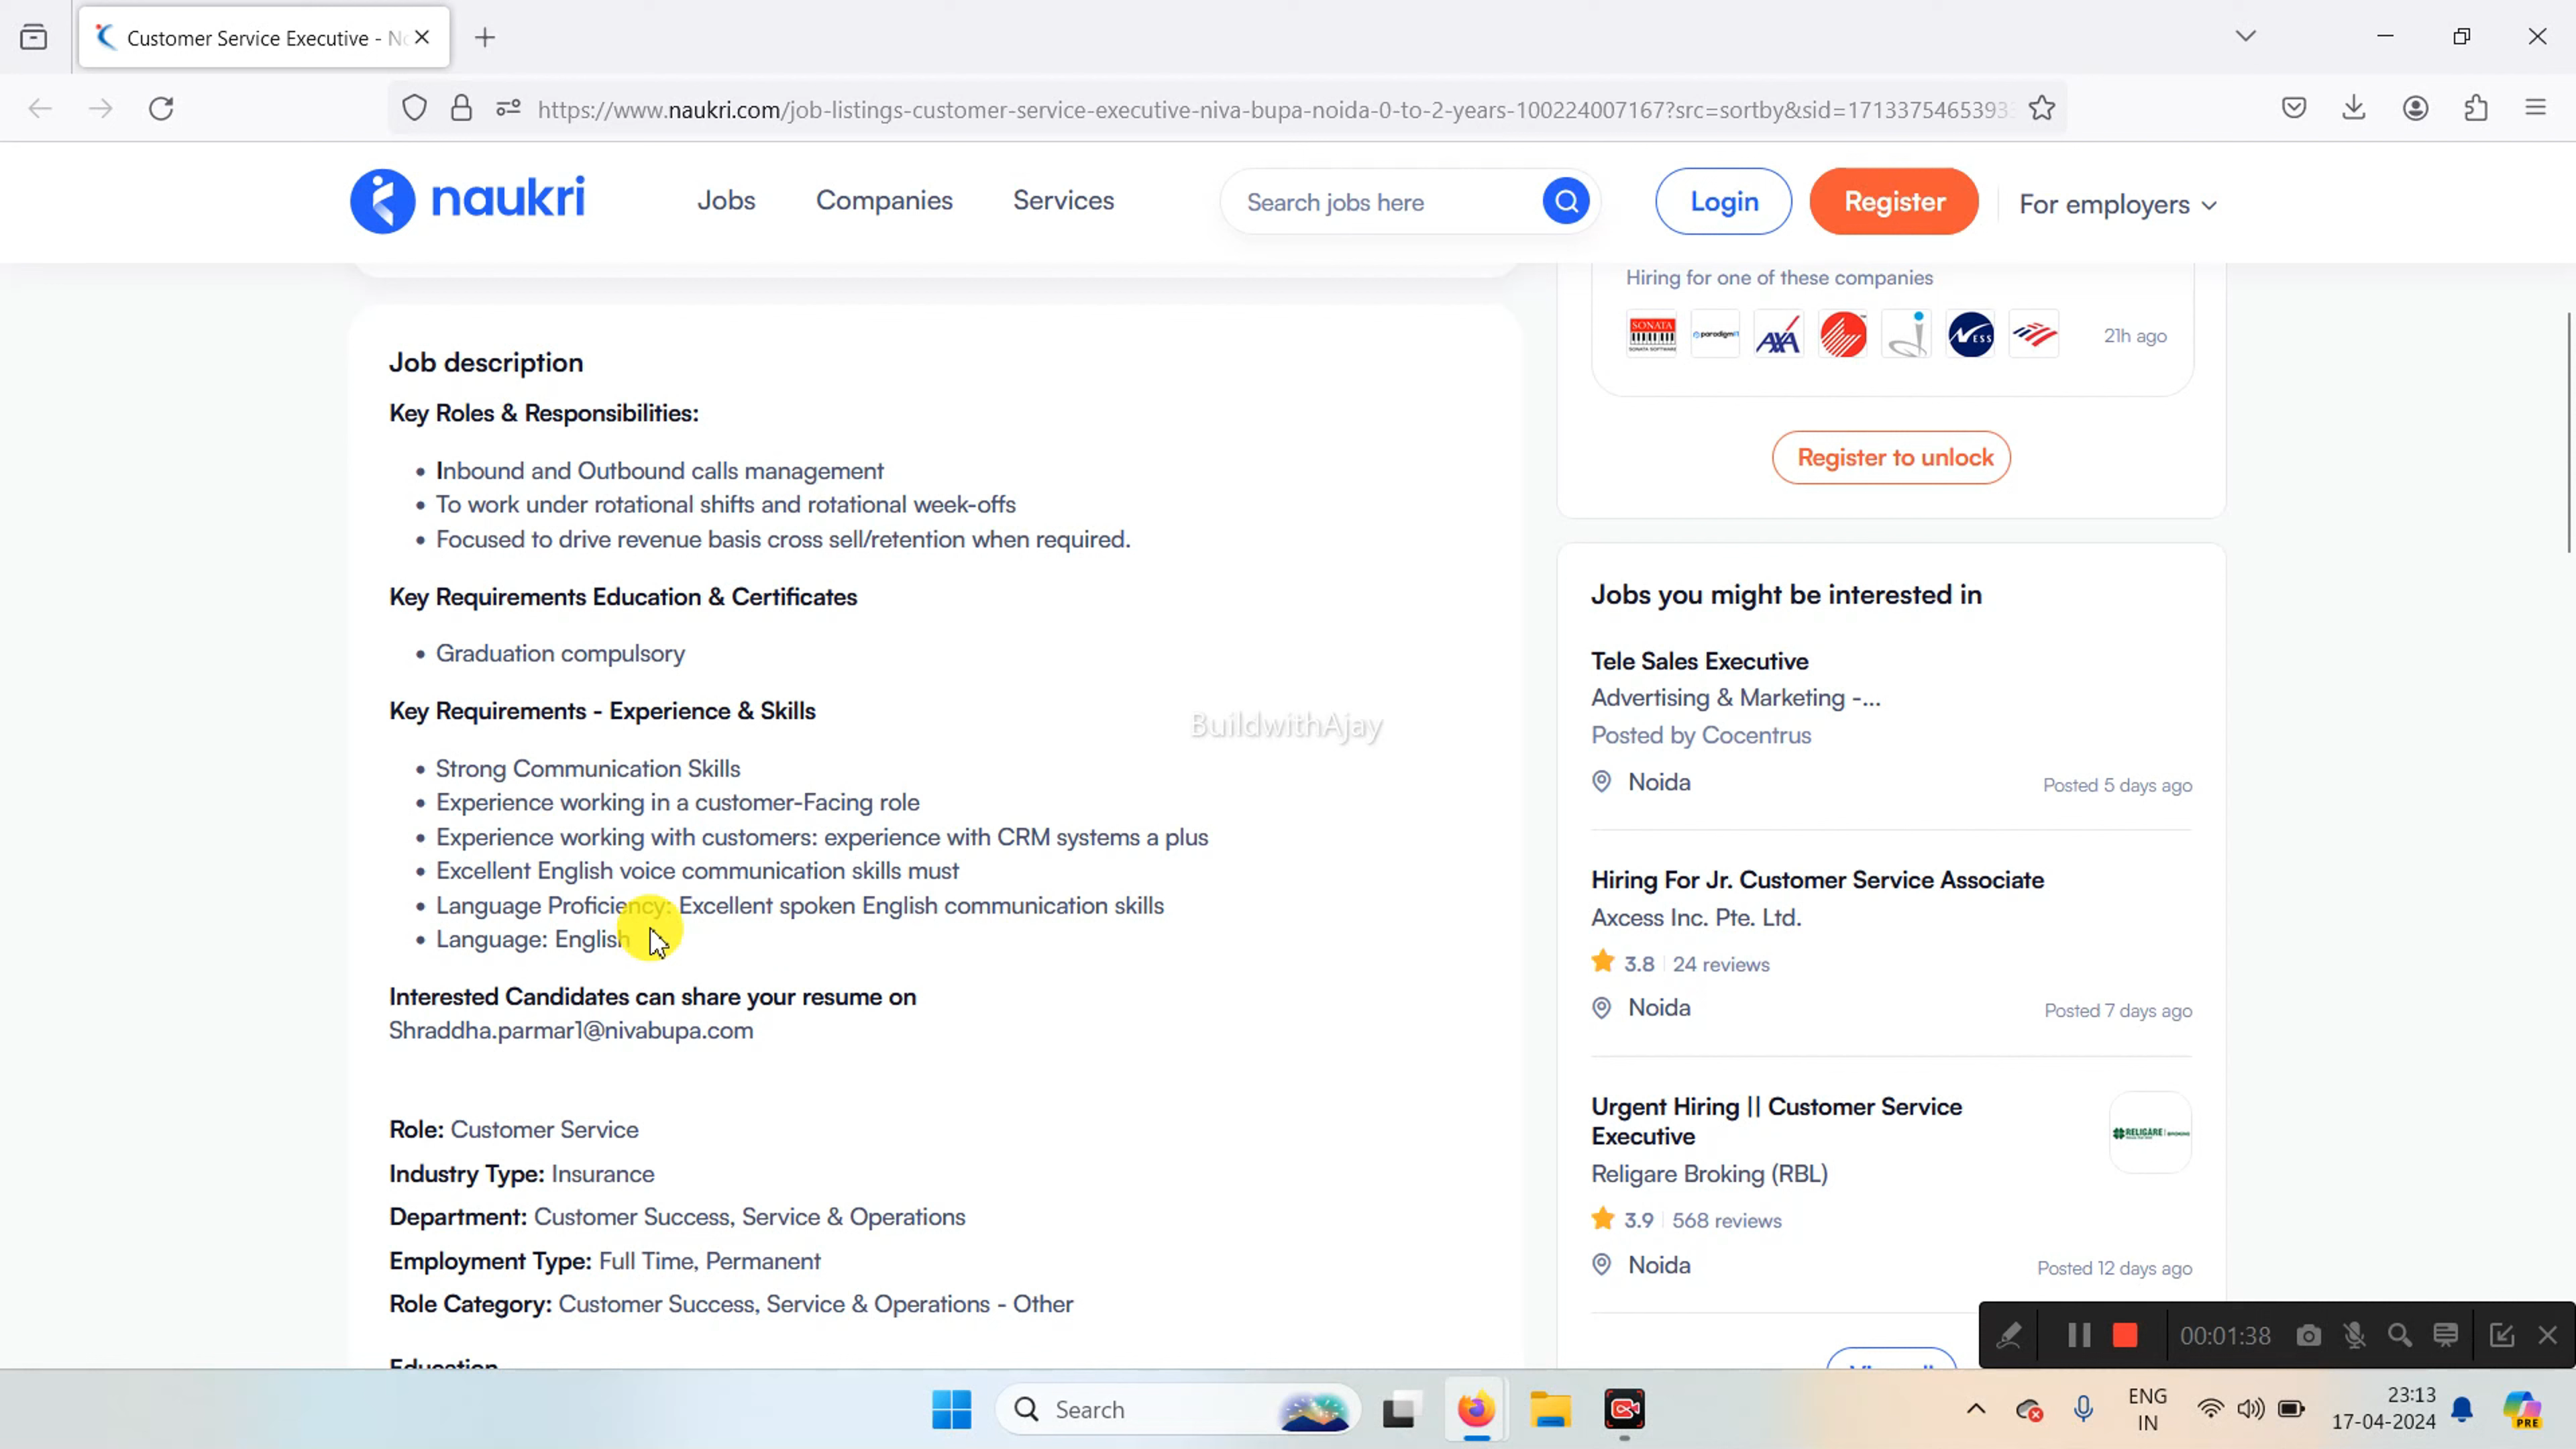 Customer Service Executive - No
https://www.naukri.com/job-listings-customer-service-executive-niva-bupa-noida-0-to-2-years-100224007167?src=sortby&sid=1713375465393
naukri
Jobs
Companies
Services
Search jobs here
Login
Register
For employers
Job description
Key Roles & Responsibilities:
• Inbound and Outbound calls management
• To work under rotational shifts and rotational week-offs
• Focused to drive revenue basis cross sell/retention when required.
Key Requirements Education & Certificates
• Graduation compulsory
Key Requirements - Experience & Skills
• Strong Communication Skills
• Experience working in a customer-Facing role
• Experience working with customers: experience with CRM systems a plus
• Excellent English voice communication skills must
• Language Proficiency: Excellent spoken English communication skills
• Language: English
Interested Candidates can share your resume on
Shraddha.parmar1@nivabupa.com
Role: Customer Service
Industry Type: Insurance
Department: Customer Success, Service & Operations
Employment Type: Full Time, Permanent
Role Category: Customer Success, Service & Operations - Other
Education
BuildwithAjay
Hiring for one of these companies
SONATA
SONATA SOFTWARE
paradigmIT
AXA
NESS
21h ago
Register to unlock
Jobs you might be interested in
Tele Sales Executive
Advertising & Marketing -...
Posted by Cocentrus
Noida
Posted 5 days ago
Hiring For Jr. Customer Service Associate
Axcess Inc. Pte. Ltd.
3.8 | 24 reviews
Noida
Posted 7 days ago
Urgent Hiring || Customer Service
Executive
RELIGARE
Religare Broking (RBL)
3.9 | 568 reviews
Noida
Posted 12 days ago
00:01:38
Search
ENG
IN
23:13
17-04-2024
PRE